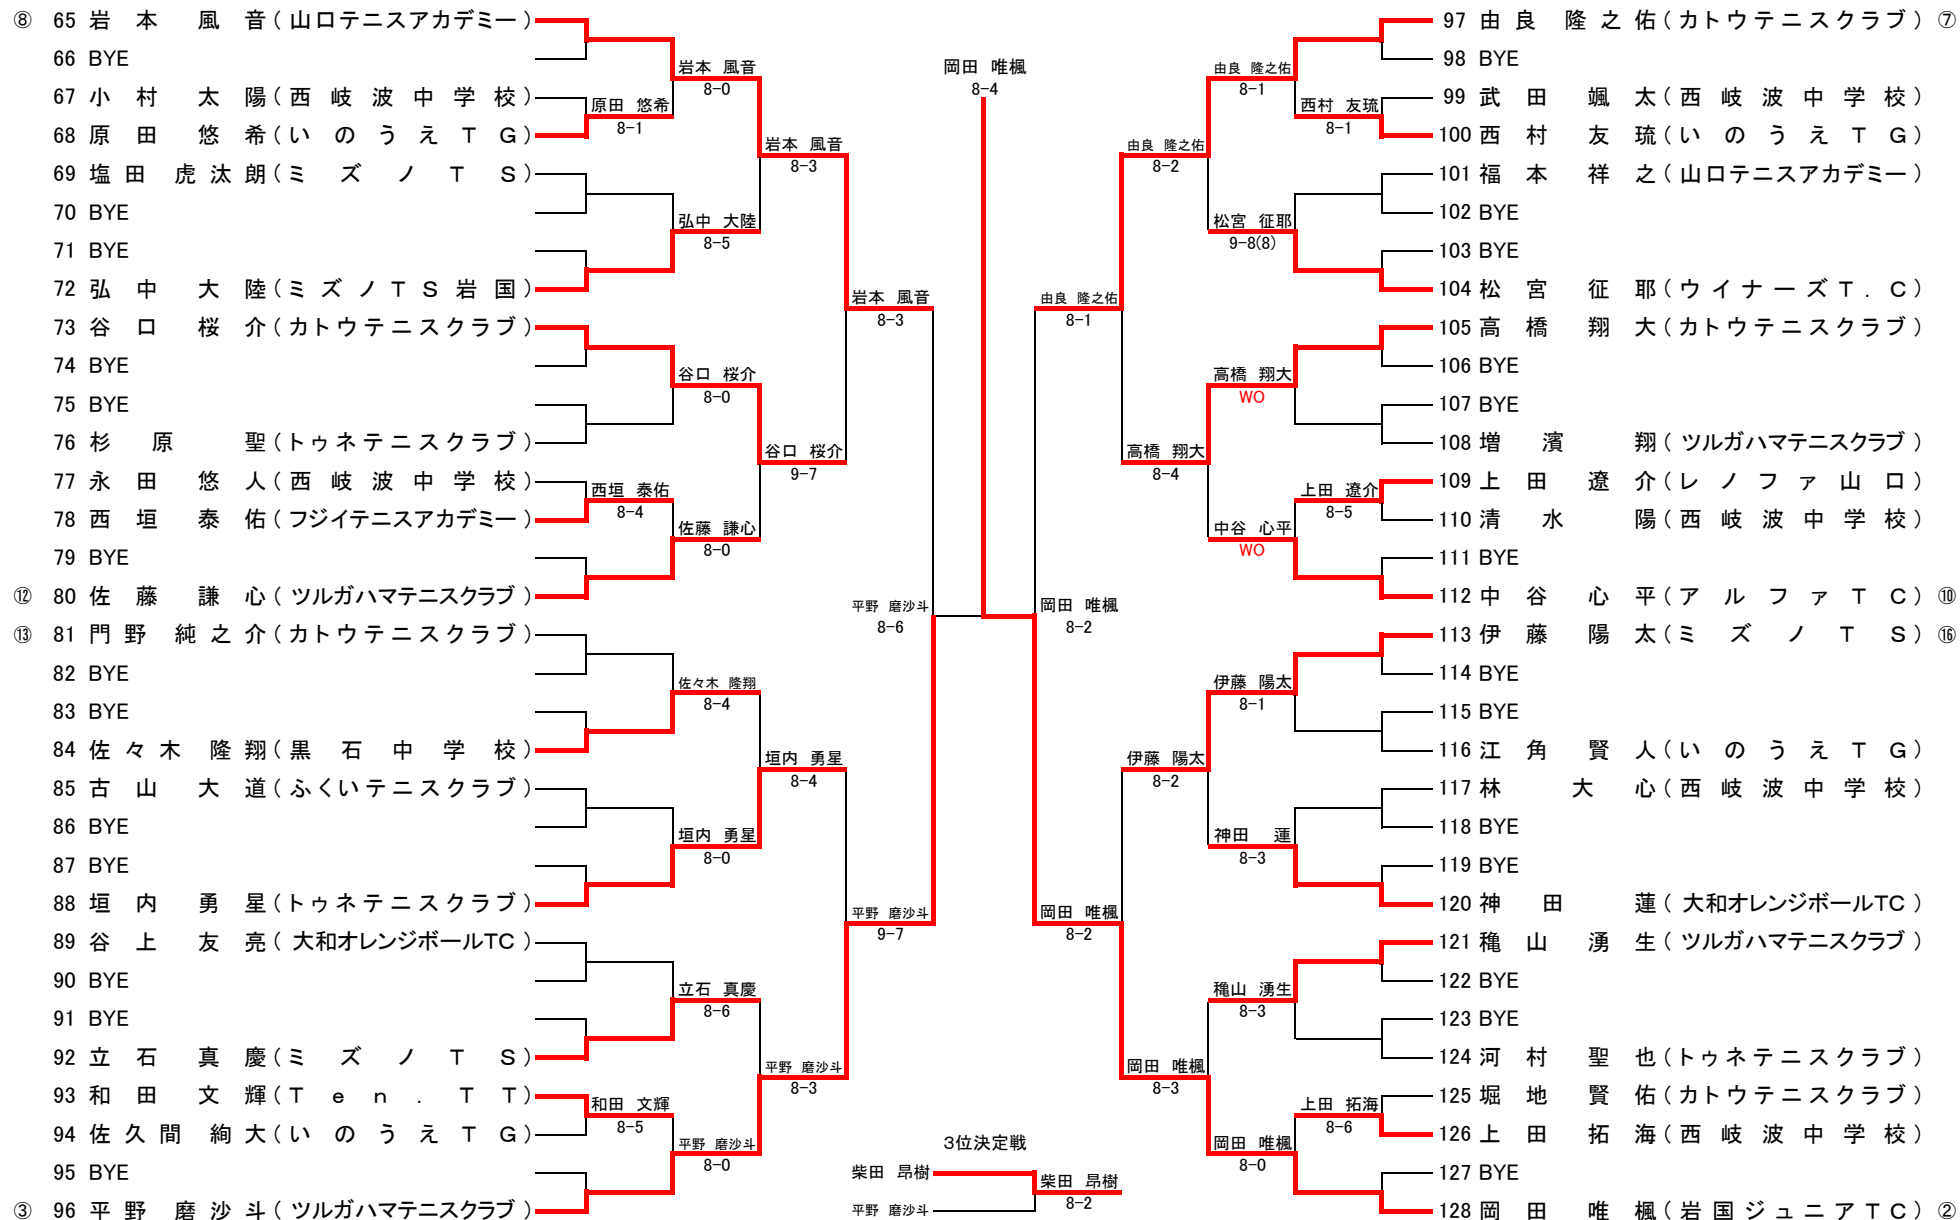 ⑧ 65 岩本 風音(山口テニスアカデミー)
66 BYE
67 小村 太陽(西岐波中学校)
68 原田 悠希(いのうえTG)
69 塩田 虎汰朗(ミズノTS)
70 BYE
71 BYE
72 弘中 大陸(ミズノTS岩国)
73 谷口 桜介(カトウテニスクラブ)
74 BYE
75 BYE
76 杉原 聖(トゥネテニスクラブ)
77 永田 悠人(西岐波中学校)
78 西垣 泰佑(フジイテニスアカデミー)
79 BYE
⑫ 80 佐藤 謙心(ツルガハマテニスクラブ)
⑬ 81 門野 純之介(カトウテニスクラブ)
82 BYE
83 BYE
84 佐々木 隆翔(黒石中学校)
85 古山 大道(ふくいテニスクラブ)
86 BYE
87 BYE
88 垣内 勇星(トゥネテニスクラブ)
89 谷上 友亮(大和オレンジボールTC)
90 BYE
91 BYE
92 立石 真慶(ミズノTS)
93 和田 文輝(Ten.TT)
94 佐久間 絢大(いのうえTG)
95 BYE
③ 96 平野 磨沙斗(ツルガハマテニスクラブ)
原田 悠希
8-1
西垣 泰佑
8-4
和田 文輝
8-5
岩本 風音
8-0
弘中 大陸
8-5
谷口 桜介
8-0
佐藤 謙心
8-0
佐々木 隆翔
8-4
垣内 勇星
8-0
立石 真慶
8-6
平野 磨沙斗
8-0
岩本 風音
8-3
谷口 桜介
9-7
垣内 勇星
8-4
平野 磨沙斗
8-3
岩本 風音
8-3
平野 磨沙斗
9-7
平野 磨沙斗
8-6
岡田 唯楓
8-4
岡田 唯楓
8-2
由良 隆之佑
8-1
岡田 唯楓
8-2
由良 隆之佑
8-2
高橋 翔大
8-4
伊藤 陽太
8-2
岡田 唯楓
8-3
由良 隆之佑
8-1
松宮 征耶
9-8(8)
高橋 翔大
WO
中谷 心平
WO
伊藤 陽太
8-1
神田 蓮
8-3
穐山 湧生
8-3
岡田 唯楓
8-0
西村 友琉
8-1
上田 遼介
8-5
上田 拓海
8-6
97 由良 隆之佑(カトウテニスクラブ) ⑦
98 BYE
99 武田 颯太(西岐波中学校)
100 西村 友琉(いのうえTG)
101 福本 祥之(山口テニスアカデミー)
102 BYE
103 BYE
104 松宮 征耶(ウイナーズT.C)
105 高橋 翔大(カトウテニスクラブ)
106 BYE
107 BYE
108 増濱 翔(ツルガハマテニスクラブ)
109 上田 遼介(レノファ山口)
110 清水 陽(西岐波中学校)
111 BYE
112 中谷 心平(アルファTC) ⑩
113 伊藤 陽太(ミズノTS) ⑯
114 BYE
115 BYE
116 江角 賢人(いのうえTG)
117 林 大心(西岐波中学校)
118 BYE
119 BYE
120 神田 蓮(大和オレンジボールTC)
121 穐山 湧生(ツルガハマテニスクラブ)
122 BYE
123 BYE
124 河村 聖也(トゥネテニスクラブ)
125 堀地 賢佑(カトウテニスクラブ)
126 上田 拓海(西岐波中学校)
127 BYE
128 岡田 唯楓(岩国ジュニアTC) ②
3位決定戦
柴田 昂樹
平野 磨沙斗
柴田 昂樹
8-2